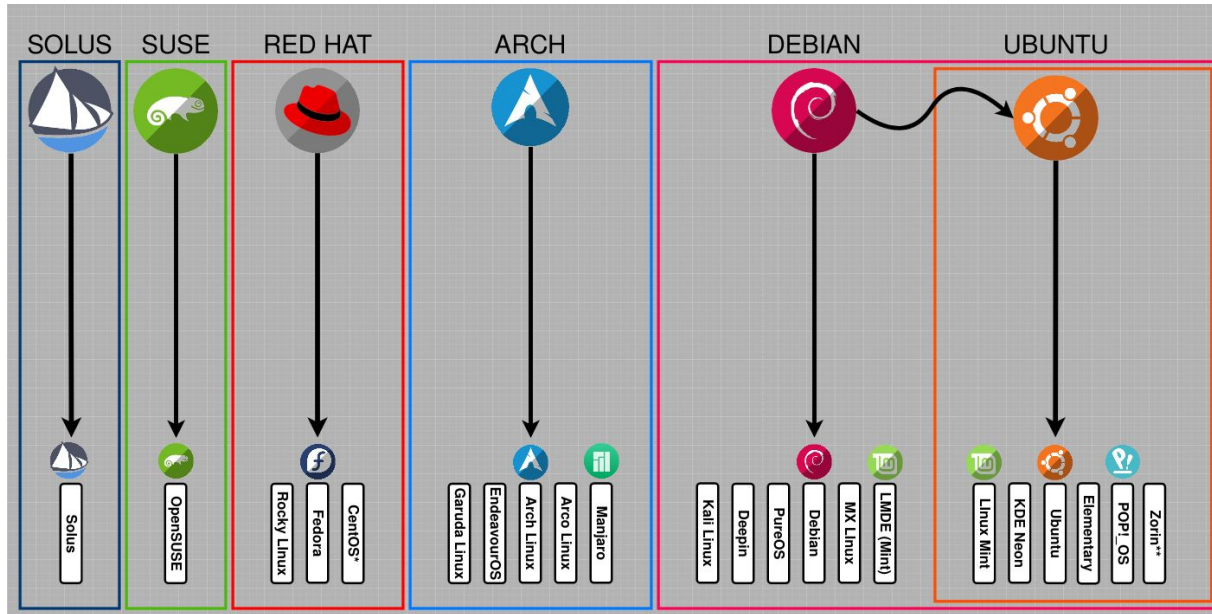 SOLUS
SUSE
RED HAT
ARCH
DEBIAN
UBUNTU
Solus
OpenSUSE
Rocky LInux
Fedora
CentOS*
Garuda Linux
EndeavourOS
Arch Linux
Arco Linux
Manjaro
Kali Linux
Deepin
PureOS
Debian
MX LInux
LMDE (Mint)
LInux Mint
KDE Neon
Ubuntu
Elementary
POP!_OS
Zorin**